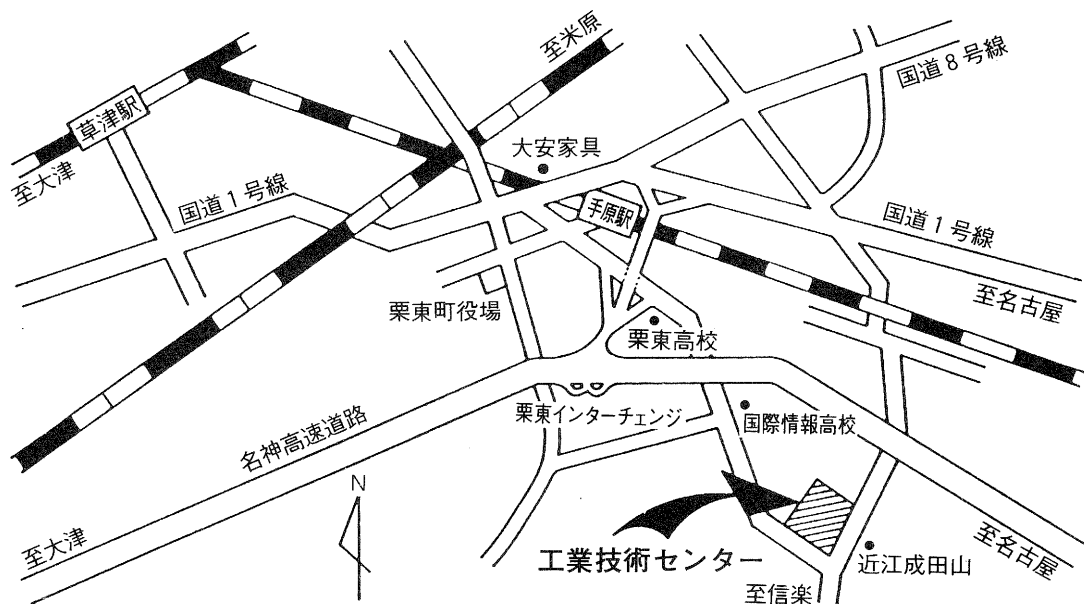 至米原
国道8号線
草津駅
至大津
大安家具
国道1号線
手原駅
国道1号線
至名古屋
栗東町役場
栗東高校
栗東インターチェンジ
国際情報高校
名神高速道路
N
至大津
工業技術センター
近江成田山
至名古屋
至信楽